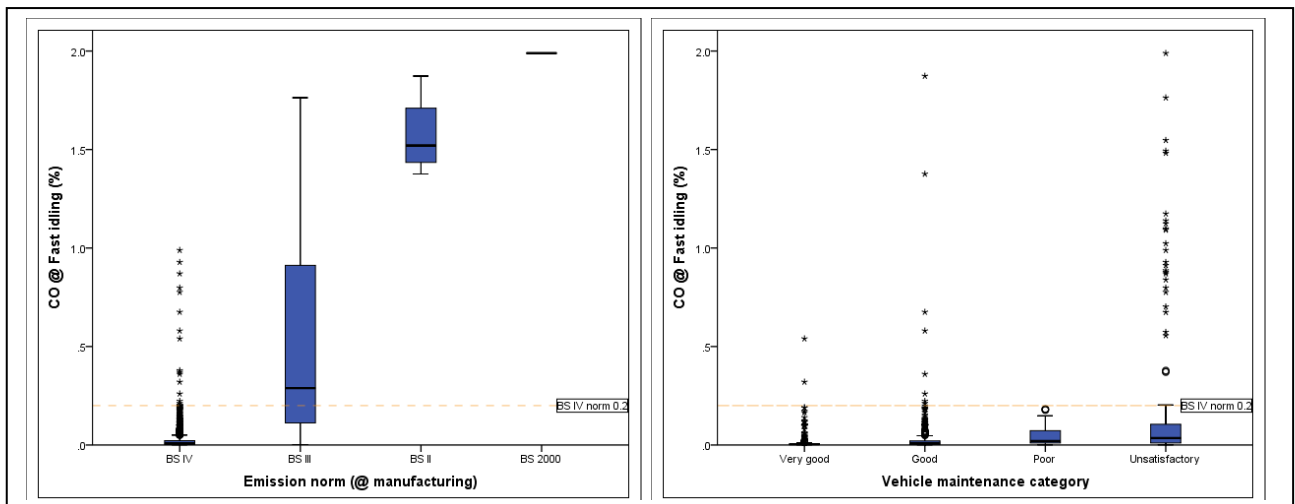 CO @ Fast idling (%)
2.0
1.5
1.0
.5
.0
BS IV norm 0.2
BS IV
BS III
BS II
BS 2000
Emission norm (@ manufacturing)
CO @ Fast idling (%)
2.0
1.5
1.0
.5
.0
BS IV norm 0.2
Very good
Good
Poor
Unsatisfactory
Vehicle maintenance category